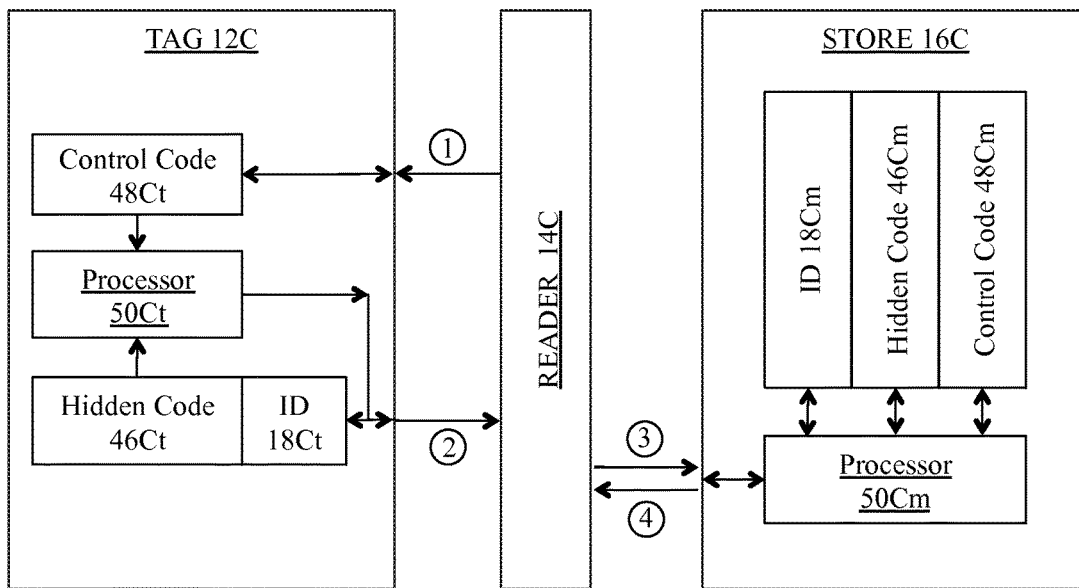 TAG 12C
Control Code
48Ct
Processor
50Ct
Hidden Code
46Ct
ID
18Ct
①
②
READER 14C
③
④
STORE 16C
ID 18Cm
Hidden Code 46Cm
Control Code 48Cm
Processor
50Cm